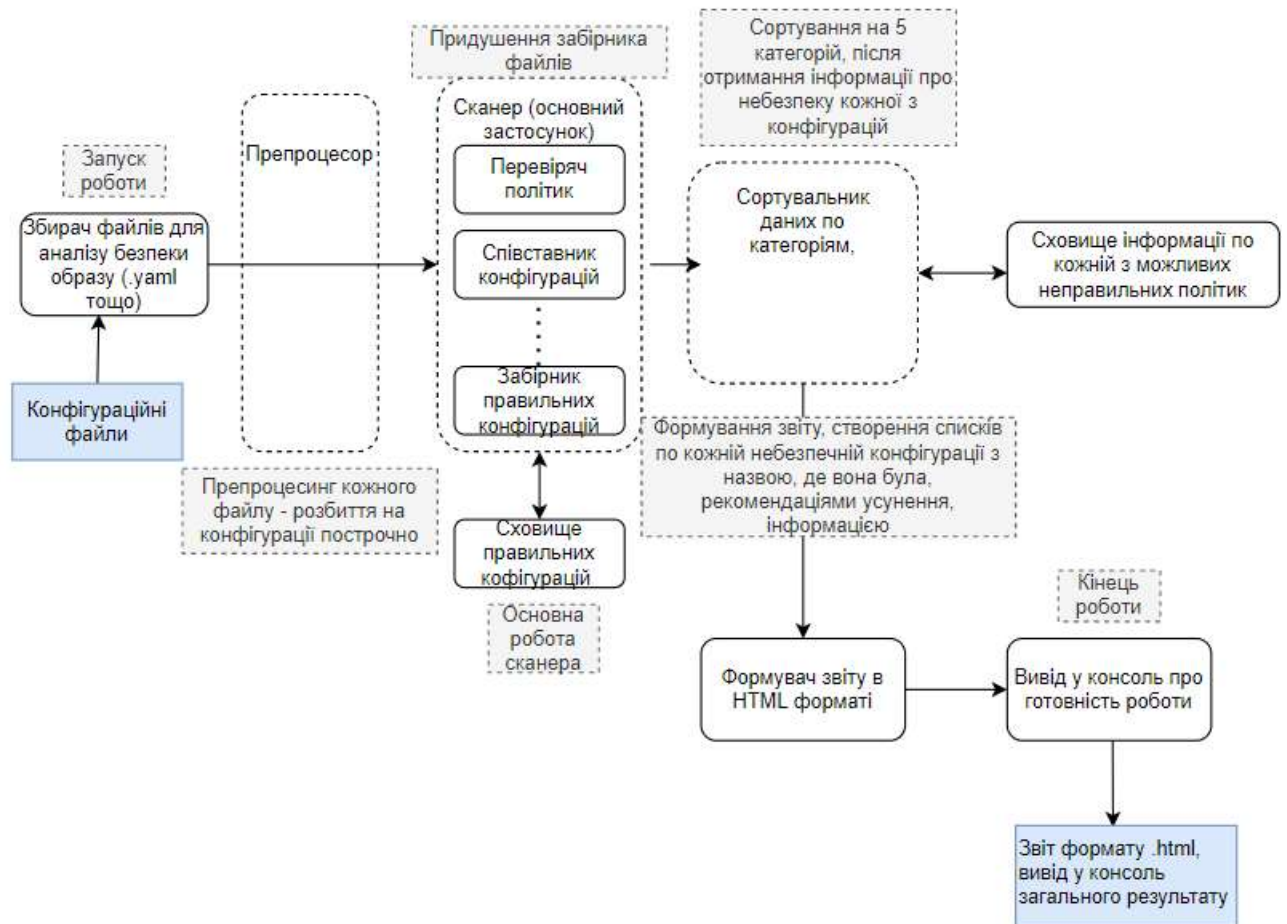 Придушення забірника
файлів
Сортування на 5
категорій, після
отримання інформації про
небезпеку кожної з
конфігурацій
Запуск
роботи
Препроцесор
Сканер (основний
застосунок)
Перевіряч
політик
Співставник
конфігурацій
Забірник
правильних
конфігурацій
Збирач файлів для
аналізу безпеки
образу (.yaml
тощо)
Конфігураційні
файли
Сортувальник
даних по
категоріям,
Сховище інформації по
кожній з можливих
неправильних політик
Препроцесинг кожного
файлу - розбиття на
конфігурації построчно
Сховище
правильних
кофігурацій
Основна
робота
сканера
Формування звіту, створення списків
по кожній небезпечній конфігурації з
назвою, де вона була,
рекомендаціями усунення,
інформацією
Кінець
роботи
Формувач звіту в
HTML форматі
Вивід у консоль про
готовність роботи
Звіт формату .html,
вивід у консоль
загального результату